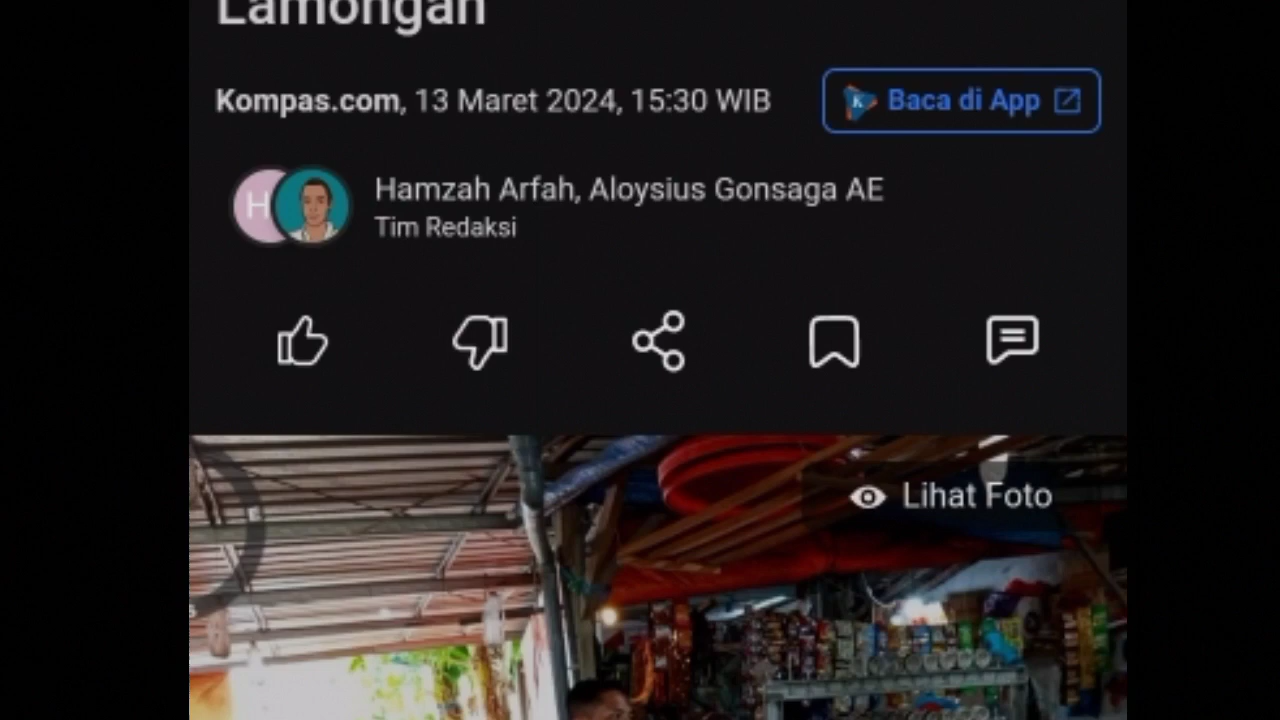 Lamongan
Kompas.com, 13 Maret 2024, 15:30 WIB
K
Baca di App
H
Hamzah Arfah, Aloysius Gonsaga AE
Tim Redaksi
Lihat Foto